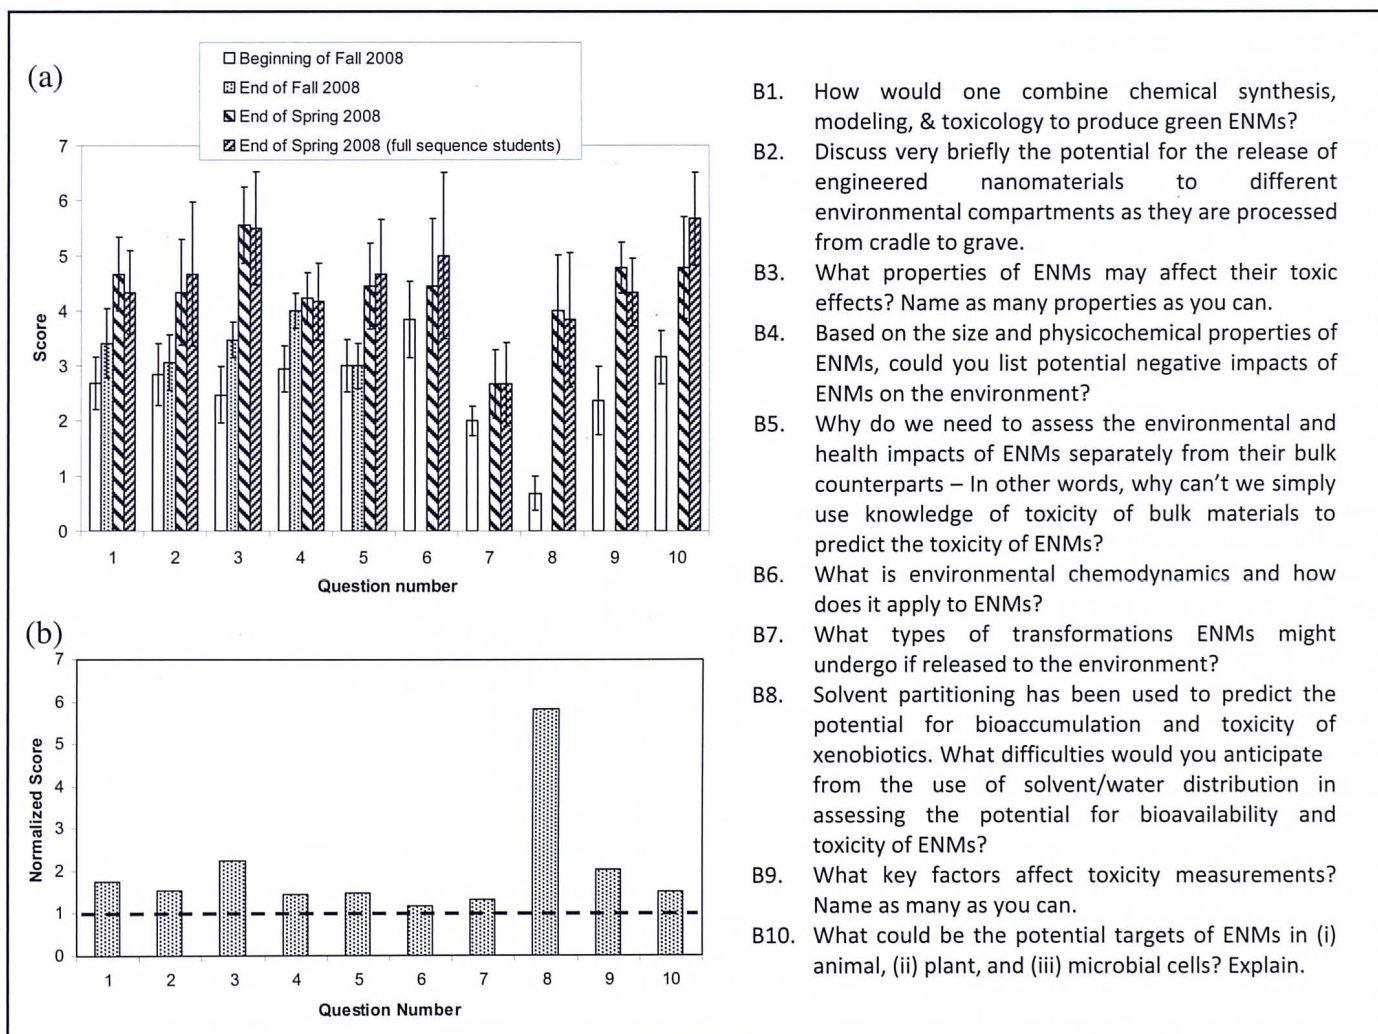 (a)
Beginning of Fall 2008
End of Fall 2008
End of Spring 2008
End of Spring 2008 (full sequence students)
7
6
5
4
3
2
1
0
Score
1 2 3 4 5 6 7 8 9 10
Question number
(b)
7
6
5
4
3
2
1
0
Normalized Score
1 2 3 4 5 6 7 8 9 10
Question Number
B1. How would one combine chemical synthesis,
modeling, & toxicology to produce green ENMs?
B2. Discuss very briefly the potential for the release of
engineered nanomaterials to different
environmental compartments as they are processed
from cradle to grave.
B3. What properties of ENMs may affect their toxic
effects? Name as many properties as you can.
B4. Based on the size and physicochemical properties of
ENMs, could you list potential negative impacts of
ENMs on the environment?
B5. Why do we need to assess the environmental and
health impacts of ENMs separately from their bulk
counterparts – In other words, why can't we simply
use knowledge of toxicity of bulk materials to
predict the toxicity of ENMs?
B6. What is environmental chemodynamics and how
does it apply to ENMs?
B7. What types of transformations ENMs might
undergo if released to the environment?
B8. Solvent partitioning has been used to predict the
potential for bioaccumulation and toxicity of
xenobiotics. What difficulties would you anticipate
from the use of solvent/water distribution in
assessing the potential for bioavailability and
toxicity of ENMs?
B9. What key factors affect toxicity measurements?
Name as many as you can.
B10. What could be the potential targets of ENMs in (i)
animal, (ii) plant, and (iii) microbial cells? Explain.